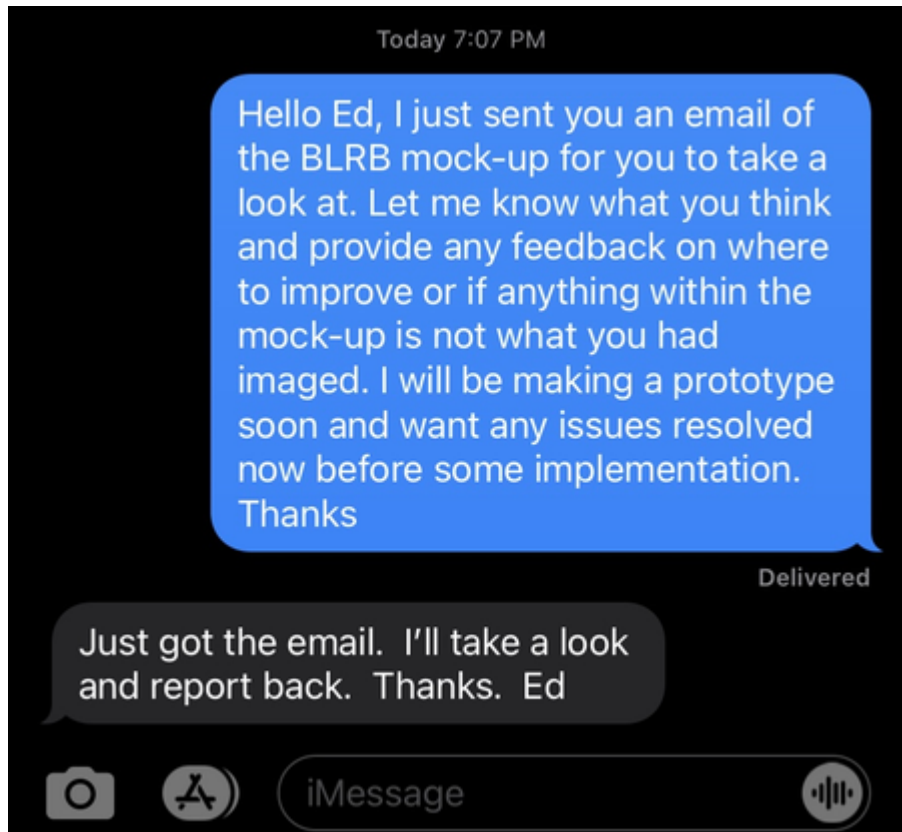 Today 7:07 PM
Hello Ed, I just sent you an email of
the BLRB mock-up for you to take a
look at. Let me know what you think
and provide any feedback on where
to improve or if anything within the
mock-up is not what you had
imaged. I will be making a prototype
soon and want any issues resolved
now before some implementation.
Thanks
Delivered
Just got the email.  I’ll take a look
and report back.  Thanks.  Ed
iMessage